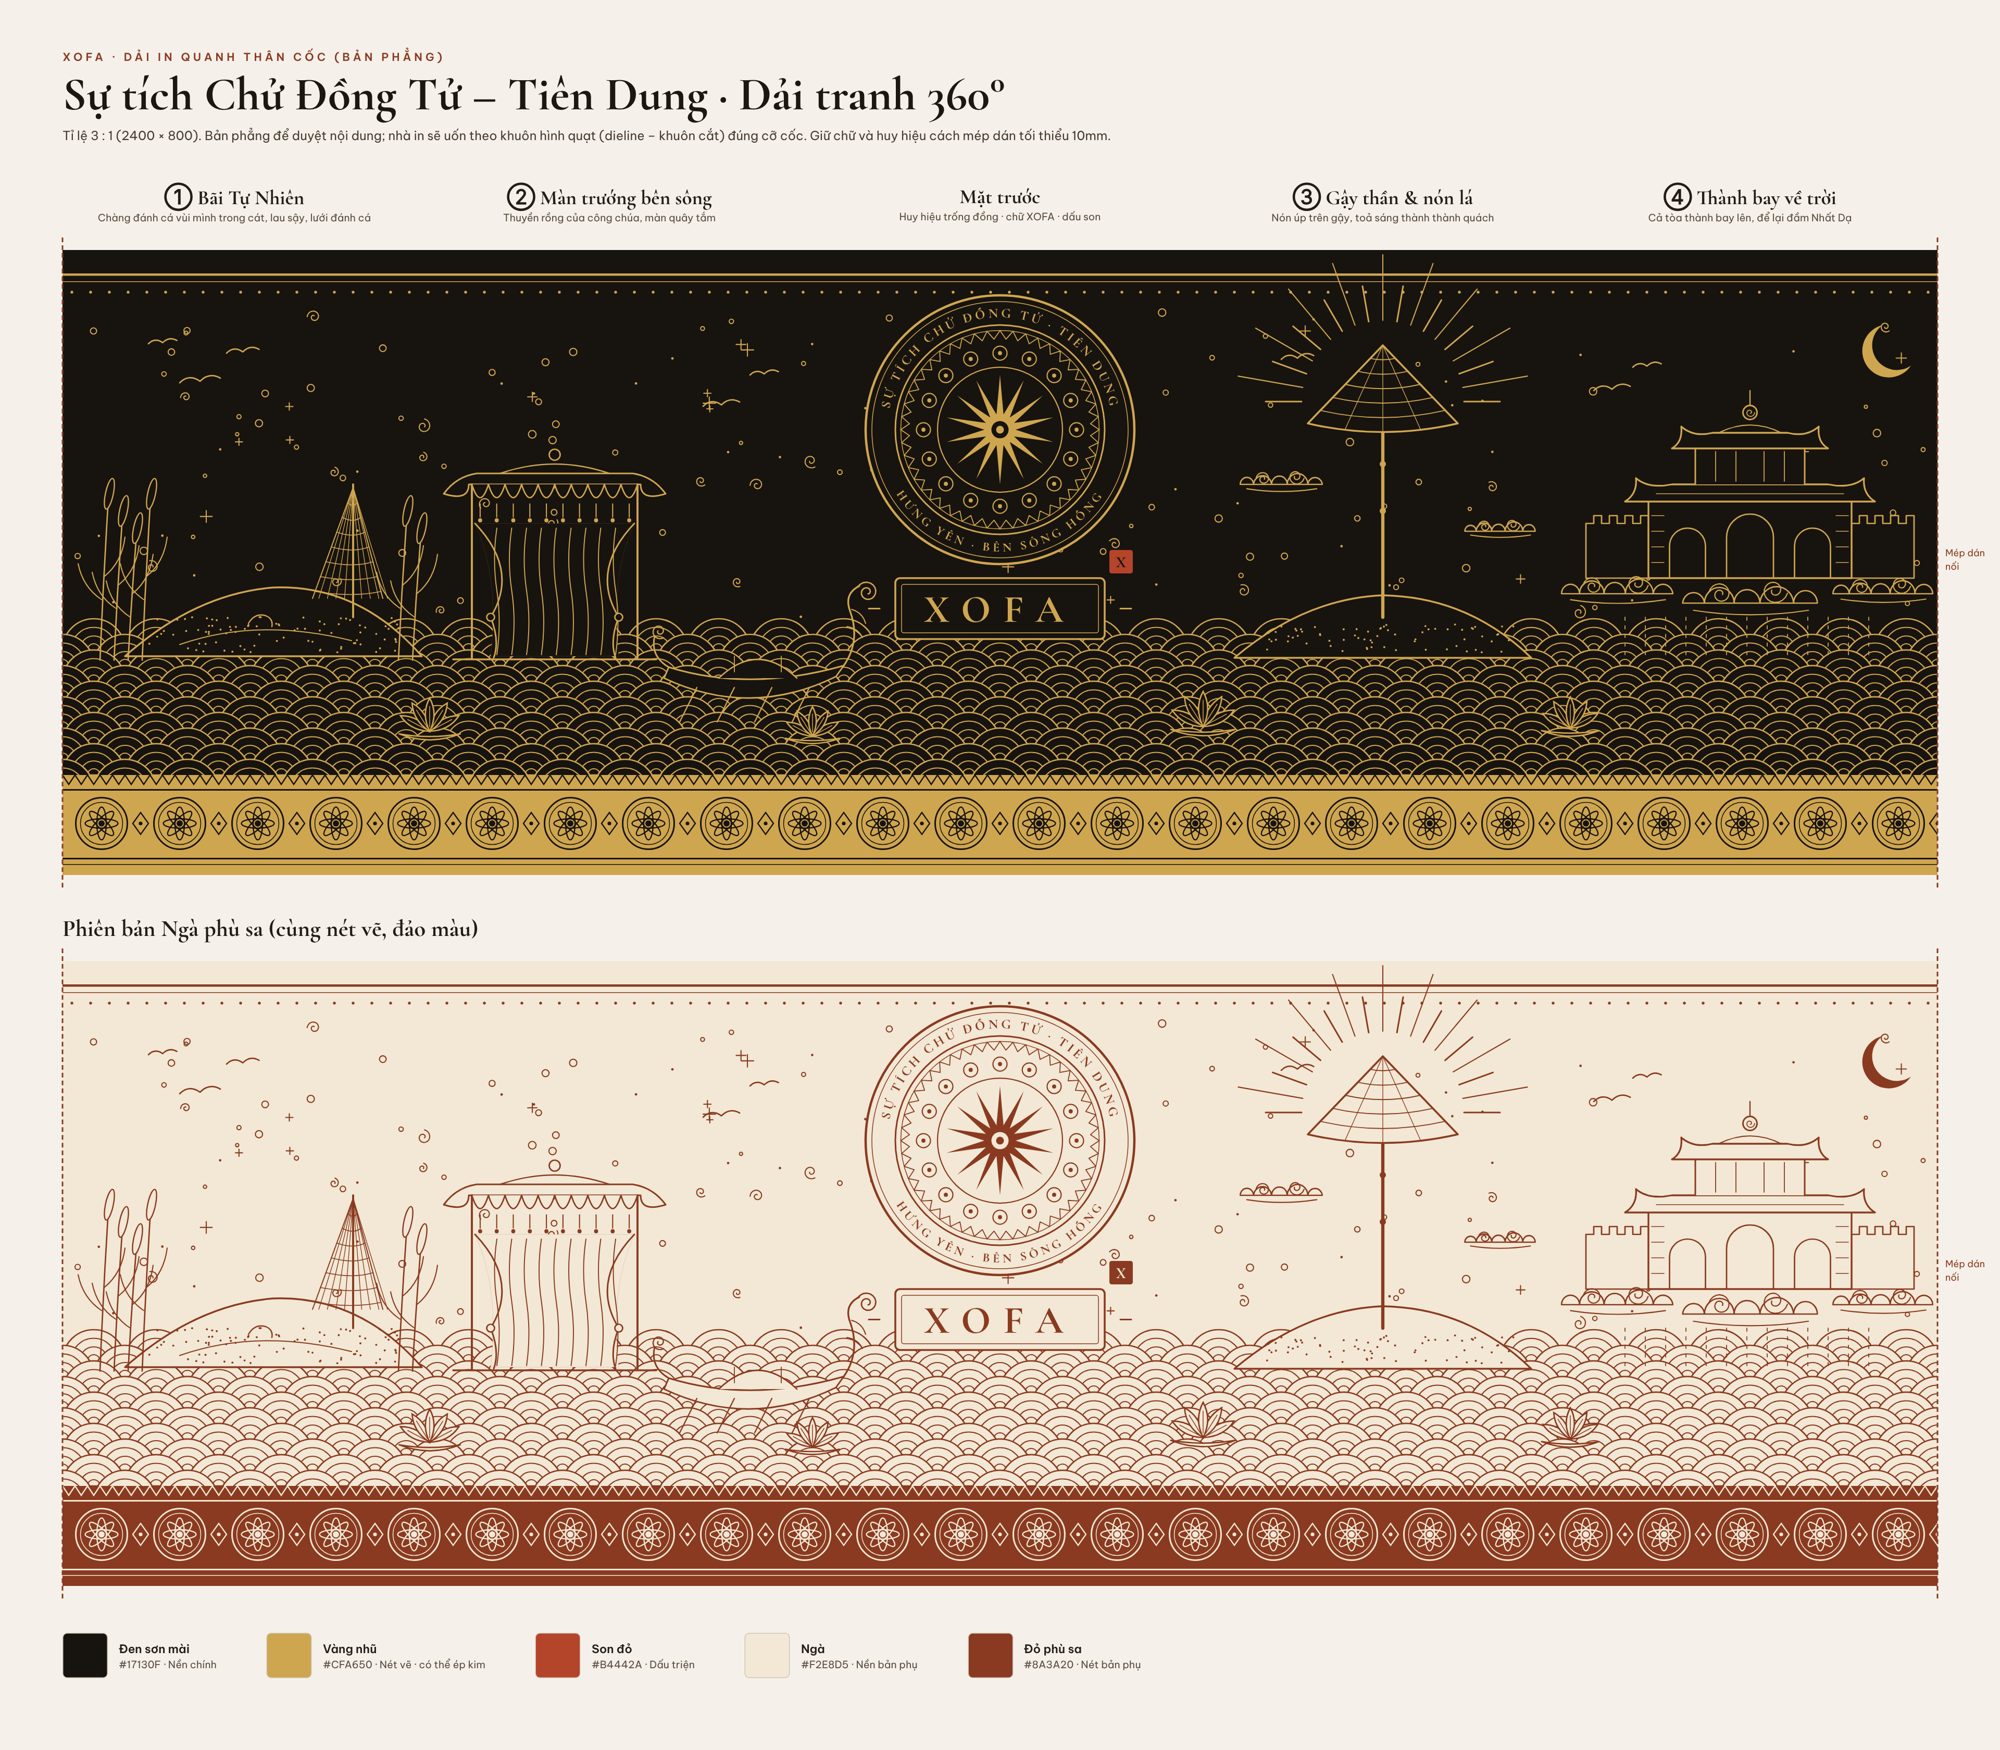 XOFA · DẢI IN QUANH THÂN CỐC (BẢN PHẲNG)
Sự tích Chử Đồng Tử – Tiên Dung · Dải tranh 360°
Tỉ lệ 3 : 1 (2400 × 800). Bản phẳng để duyệt nội dung; nhà in sẽ uốn theo khuôn hình quạt (dieline – khuôn cắt) đúng cỡ cốc. Giữ chữ và huy hiệu cách mép dán tối thiểu 10mm.
1 Bãi Tự Nhiên
Chàng đánh cá vùi mình trong cát, lau sậy, lưới đánh cá
2 Màn trướng bên sông
Thuyền rồng của công chúa, màn quây tắm
Mặt trước
Huy hiệu trống đồng · chữ XOFA · dấu son
3 Gậy thần & nón lá
Nón úp trên gậy, toả sáng thành thành quách
4 Thành bay về trời
Cả tòa thành bay lên, để lại đầm Nhất Dạ
SỰ TÍCH CHỬ ĐỒNG TỬ · TIÊN DUNG
HƯNG YÊN · BÊN SÔNG HỒNG
X
XOFA
Mép dán
nối
Phiên bản Ngà phù sa (cùng nét vẽ, đảo màu)
SỰ TÍCH CHỬ ĐỒNG TỬ · TIÊN DUNG
HƯNG YÊN · BÊN SÔNG HỒNG
X
XOFA
Mép dán
nối
Đen sơn mài
#17130F · Nền chính
Vàng nhũ
#CFA650 · Nét vẽ · có thể ép kim
Son đỏ
#B4442A · Dấu triện
Ngà
#F2E8D5 · Nền bản phụ
Đỏ phù sa
#8A3A20 · Nét bản phụ